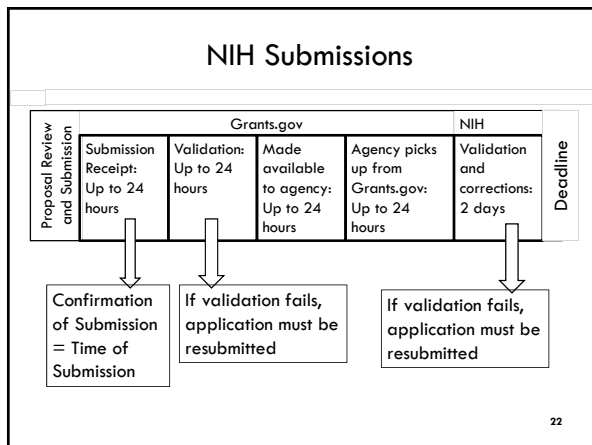 NIH Submissions
Proposal Review
and Submission
Grants.gov
NIH
Submission
Receipt:
Up to 24
hours
Validation:
Up to 24
hours
Made
available
to agency:
Up to 24
hours
Agency picks
up from
Grants.gov:
Up to 24
hours
Validation
and
corrections:
2 days
Deadline
Confirmation
of Submission
= Time of
Submission
If validation fails,
application must be
resubmitted
If validation fails,
application must be
resubmitted
22